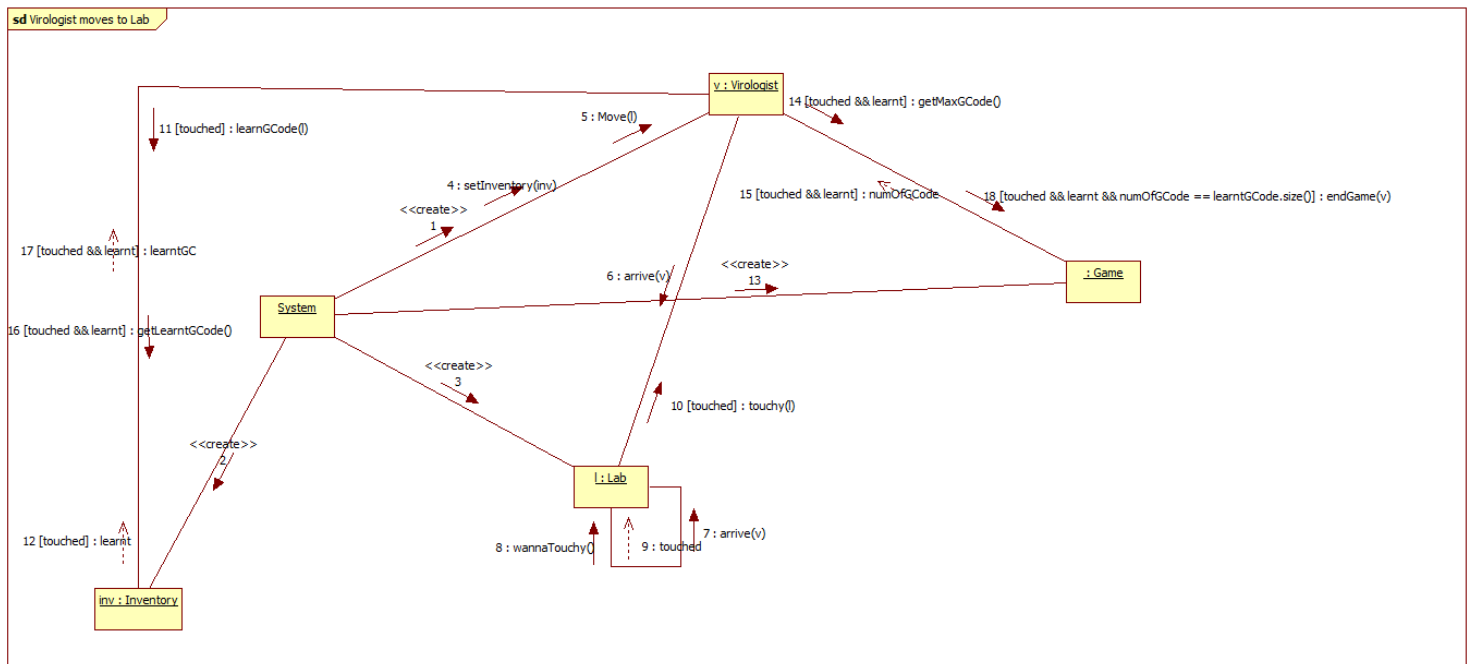 sd Virologist moves to Lab
v : Virologist
14 [touched && learnt] : getMaxGCode()
5 : Move(l)
11 [touched] : learnGCode(l)
4 : setInventory(inv)
15 [touched && learnt] : numOfGCode
18 [touched && learnt && numOfGCode == learntGCode.size()] : endGame(v)
<<create>>
1
17 [touched && learnt] : learntGC
6 : arrive(v)
<<create>>
13
: Game
System
16 [touched && learnt] : getLearntGCode()
<<create>>
3
10 [touched] : touchy(l)
<<create>>
2
l : Lab
12 [touched] : learnt
8 : wannaTouchy()
9 : touched
7 : arrive(v)
inv : Inventory